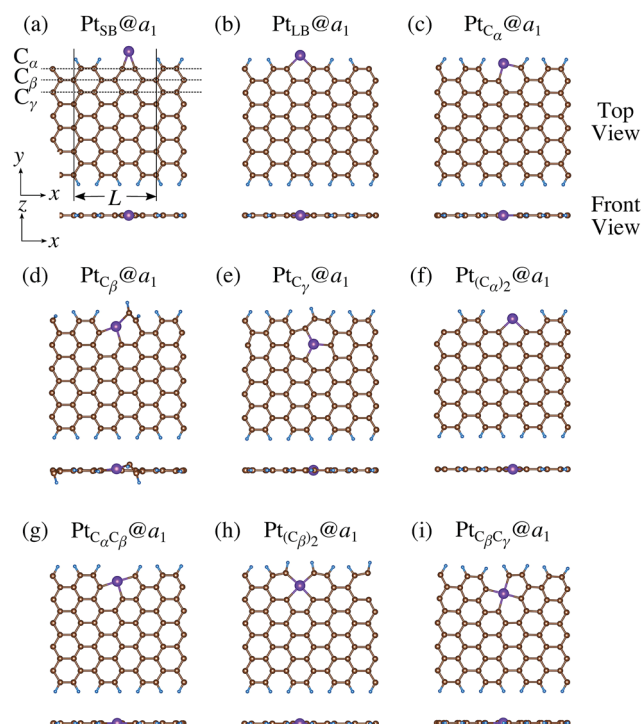 (a) Pt_SB@a_1 (b) Pt_LB@a_1 (c) Pt_Cα@a_1
C_α
C_β
C_γ
Top
View
y
x
L
z
x
Front
View
(d) Pt_Cβ@a_1 (e) Pt_Cγ@a_1 (f) Pt_(Cα)2@a_1
(g) Pt_CαCβ@a_1 (h) Pt_(Cβ)2@a_1 (i) Pt_CβCγ@a_1